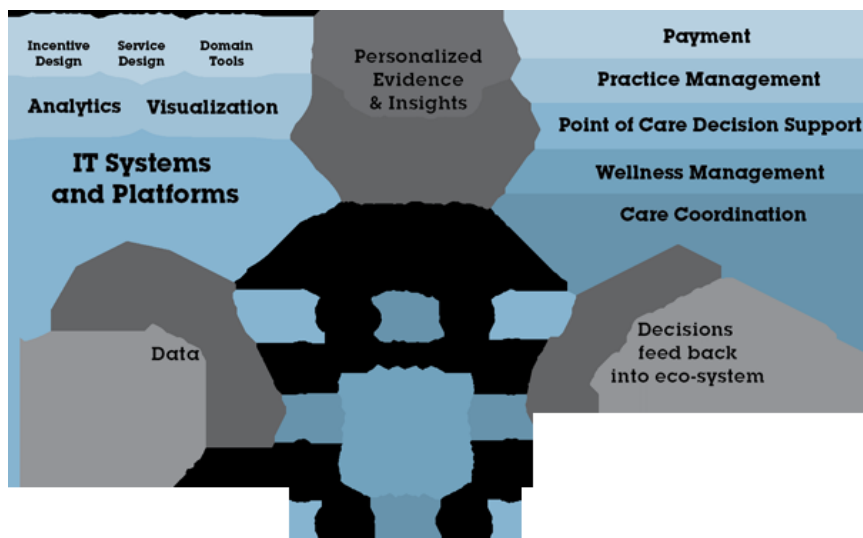 Incentive
Design
Service
Design
Domain
Tools
Analytics
Visualization
IT Systems
and Platforms
Personalized
Evidence
& Insights
Payment
Practice Management
Point of Care Decision Support
Wellness Management
Care Coordination
Data
Decisions
feed back
into eco-system